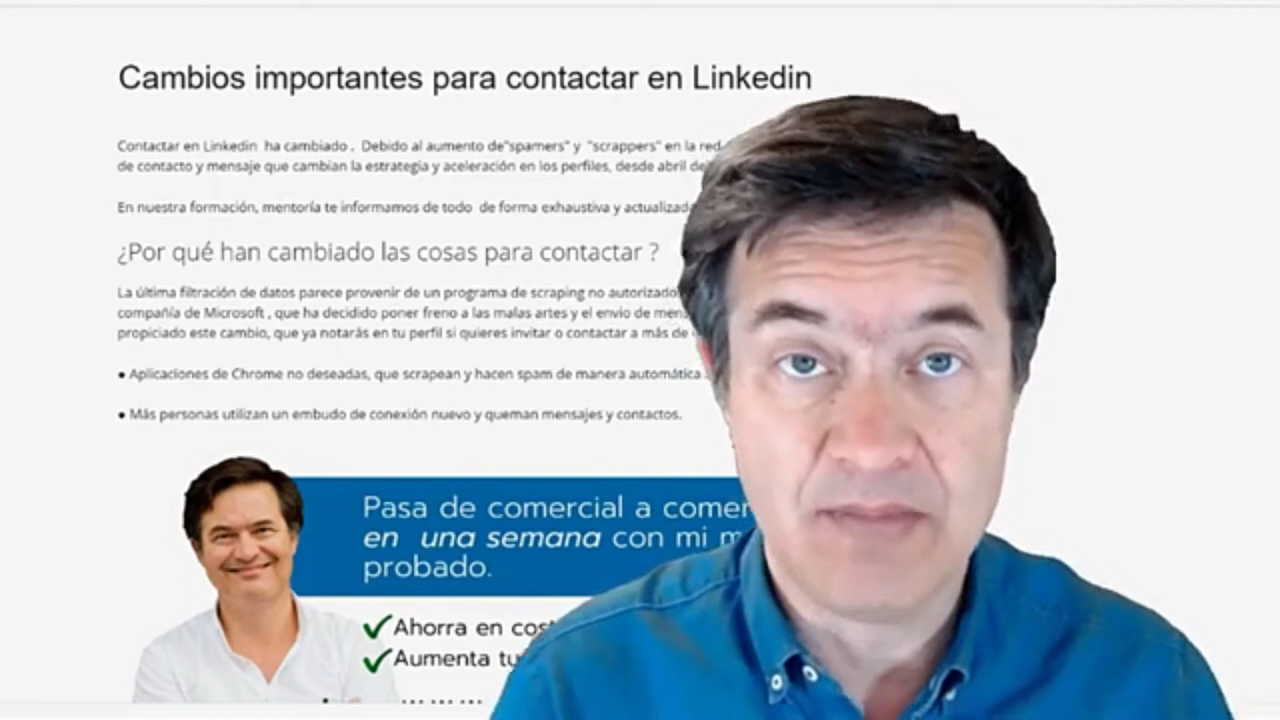 Cambios importantes para contactar en Linkedin
Contactar en Linkedin ha cambiado . Debido al aumento de"spamers" y "scrappers" en la red
de contacto y mensaje que cambian la estrategia y aceleración en los perfiles, desde abril
En nuestra formación, mentoría te informamos de todo de forma exhaustiva y
¿Por qué han cambiado las cosas para contactar ?
La última filtración de datos parece provenir de un programa de scraping no autorizado
compañía de Microsoft , que ha decidido poner freno a las malas artes y el envio de
propiciado este cambio, que ya notarás en tu perfil si quieres invitar o contactar a más de
• Aplicaciones de Chrome no deseadas, que scrapean y hacen spam de manera automática
• Más personas utilizan un embudo de conexión nuevo y queman mensajes y contactos.
Pasa de comercial a
en una semana con mi
probado.
Ahorra en
Aumenta